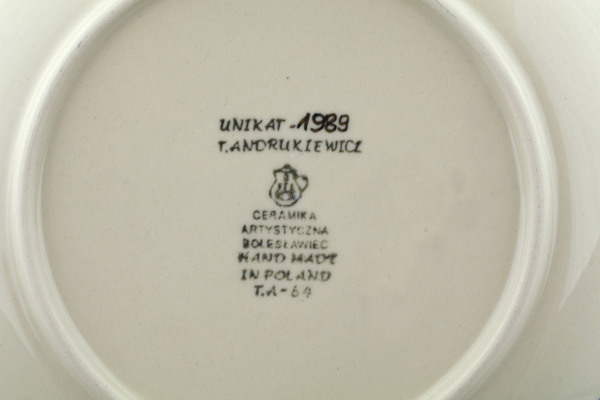 UNIKAT-1989
T.ANDRUKIEWICZ
CERAMIKA
ARTYSTYCZNA
BOLESŁAWIEC
HAND MADE
IN POLAND
T.A-64